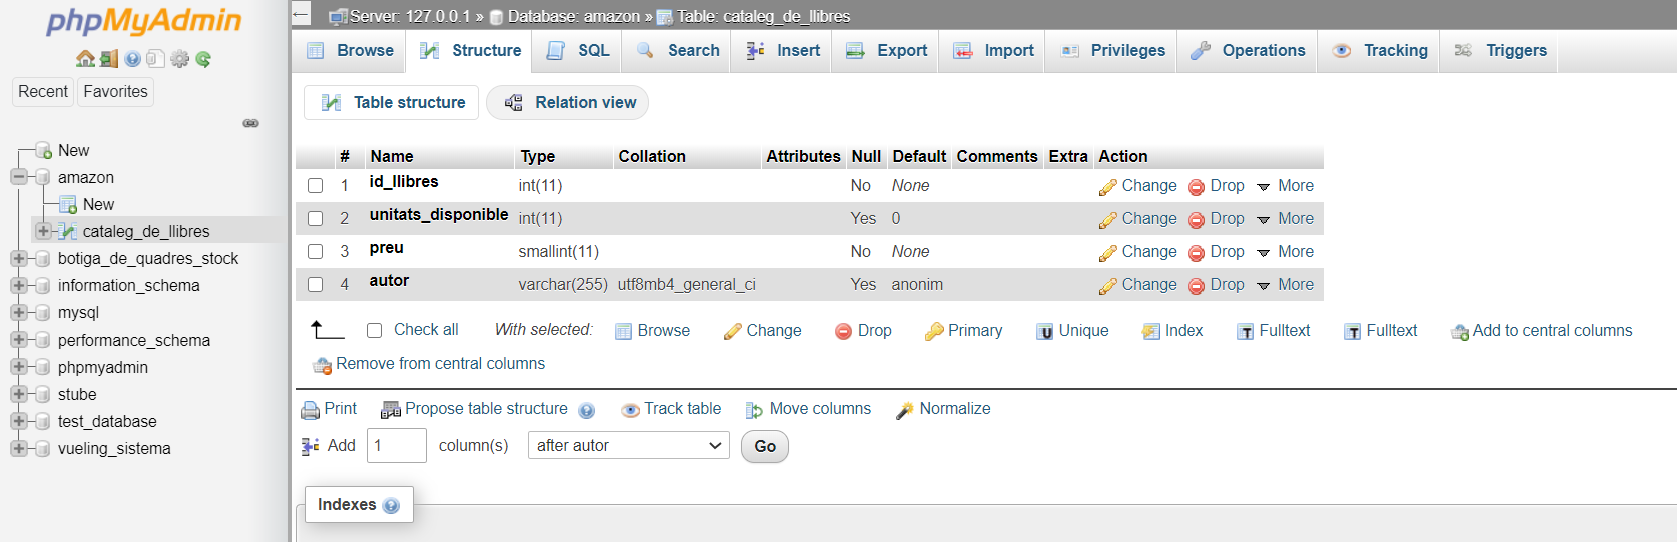 phpMyAdmin
Recent Favorites
New
amazon
New
cataleg_de_llibres
botiga_de_quadres_stock
information_schema
mysql
performance_schema
phpmyadmin
stube
test_database
vueling_sistema
Server: 127.0.0.1 » Database: amazon » Table: cataleg_de_llibres
Browse Structure SQL Search Insert Export Import Privileges Operations Tracking Triggers
Table structure Relation view
# Name Type Collation Attributes Null Default Comments Extra Action
1 id_llibres int(11) No None Change Drop More
2 unitats_disponible int(11) Yes 0 Change Drop More
3 preu smallint(11) No None Change Drop More
4 autor varchar(255) utf8mb4_general_ci Yes anonim Change Drop More
Check all With selected: Browse Change Drop Primary Unique Index Fulltext Fulltext Add to central columns
Remove from central columns
Print Propose table structure Track table Move columns Normalize
Add 1 column(s) after autor Go
Indexes